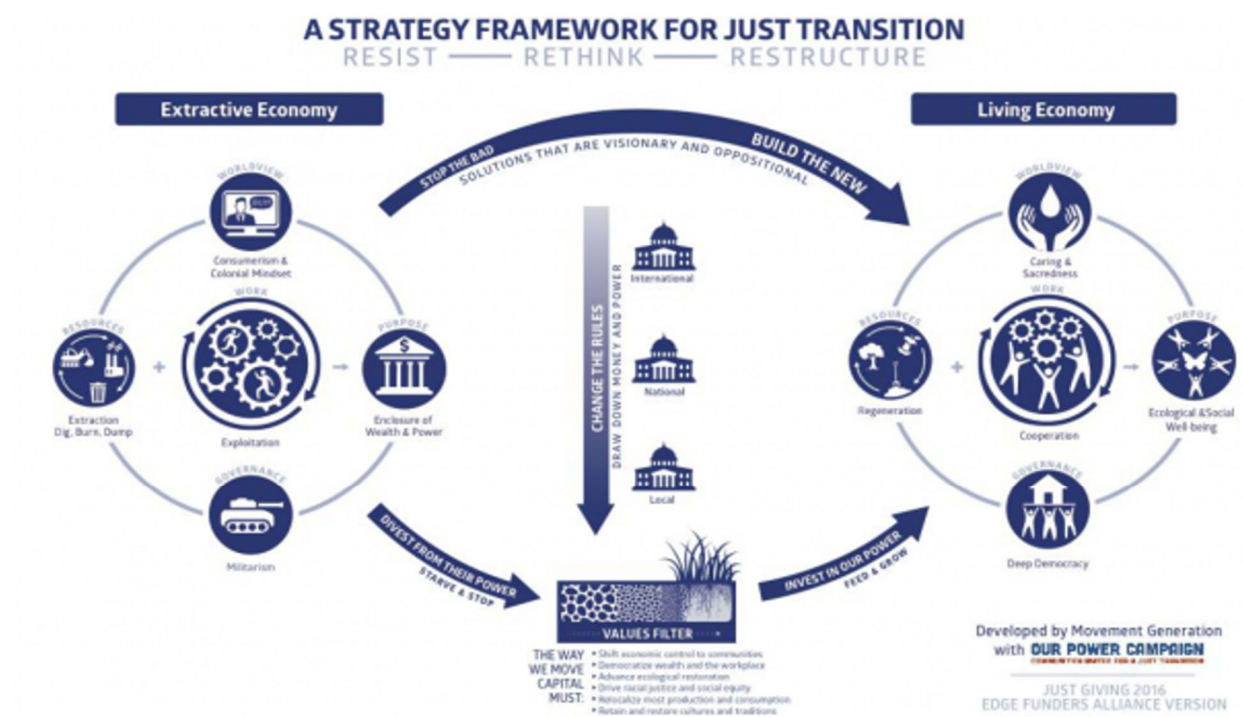 A STRATEGY FRAMEWORK FOR JUST TRANSITION
RESIST RETHINK RESTRUCTURE
Extractive Economy
WORLDVIEW
Consumerism &
Colonial Mindset
RESOURCES
Extraction
Dig, Burn, Dump
WORK
Exploitation
PURPOSE
$
Enclosure of
Wealth & Power
GOVERNANCE
Militarism
STOP THE BAD
BUILD THE NEW
SOLUTIONS THAT ARE VISIONARY AND OPPOSITIONAL
CHANGE THE RULES
DRAW DOWN MONEY AND POWER
International
National
Local
DIVEST FROM THEIR POWER
STARVE & STOP
VALUES FILTER
THE WAY
WE MOVE
CAPITAL
MUST:
• Shift economic control to communities
• Democratize wealth and the workplace
• Advance ecological restoration
• Drive racial justice and social equity
• Relocalize most production and consumption
• Retain and restore cultures and traditions
INVEST IN OUR POWER
FEED & GROW
Living Economy
WORLDVIEW
Caring &
Sacredness
RESOURCES
Regeneration
WORK
Cooperation
PURPOSE
Ecological & Social
Well-being
GOVERNANCE
Deep Democracy
Developed by Movement Generation
with OUR POWER CAMPAIGN
COMMUNITIES UNITED FOR A JUST TRANSITION
JUST GIVING 2016
EDGE FUNDERS ALLIANCE VERSION